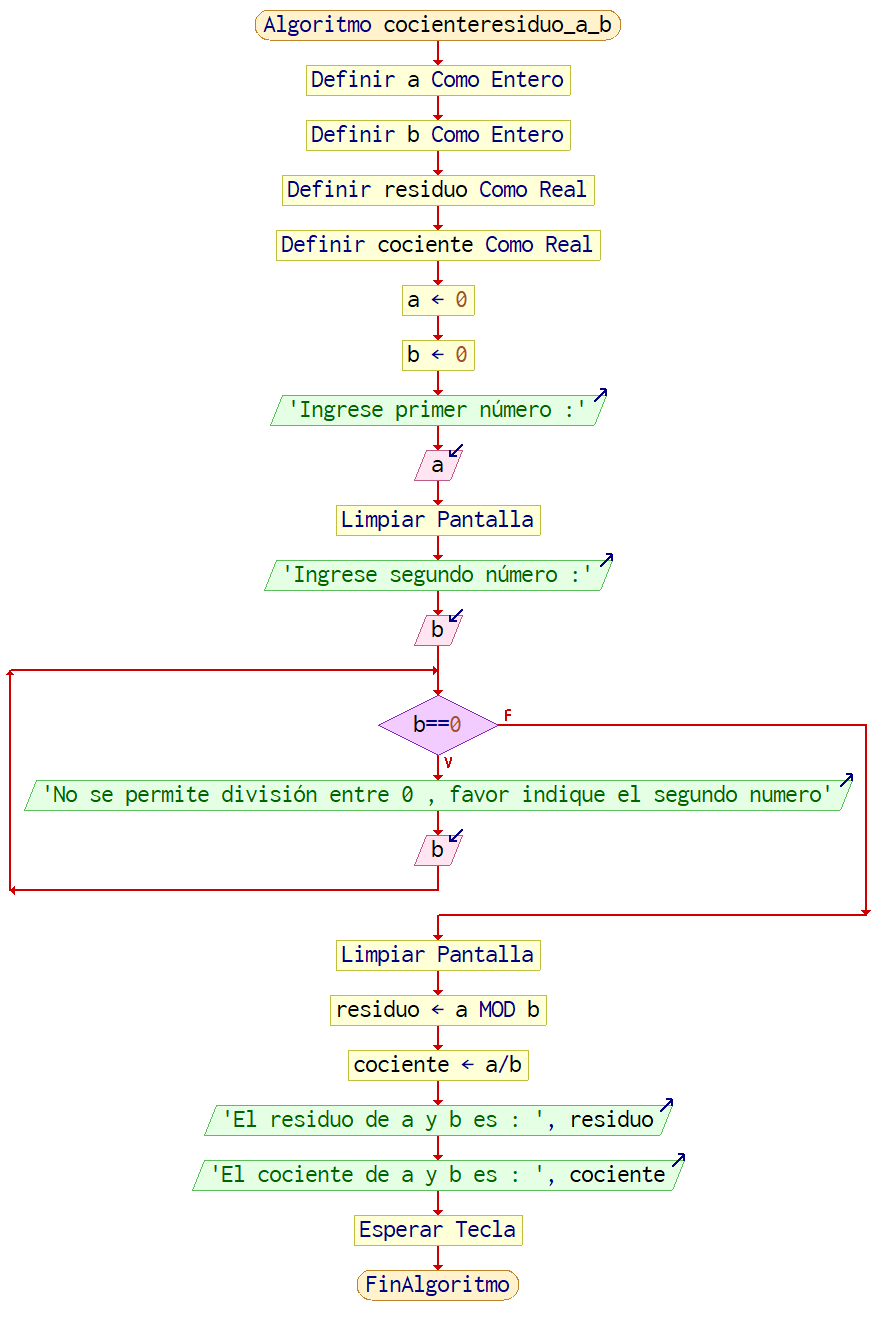 Algoritmo cocienteresiduo_a_b
Definir a Como Entero
Definir b Como Entero
Definir residuo Como Real
Definir cociente Como Real
a ← 0
b ← 0
'Ingrese primer número :'
a
Limpiar Pantalla
'Ingrese segundo número :'
b
b==0
F
V
'No se permite división entre 0 , favor indique el segundo numero'
b
Limpiar Pantalla
residuo ← a MOD b
cociente ← a/b
'El residuo de a y b es : ', residuo
'El cociente de a y b es : ', cociente
Esperar Tecla
FinAlgoritmo